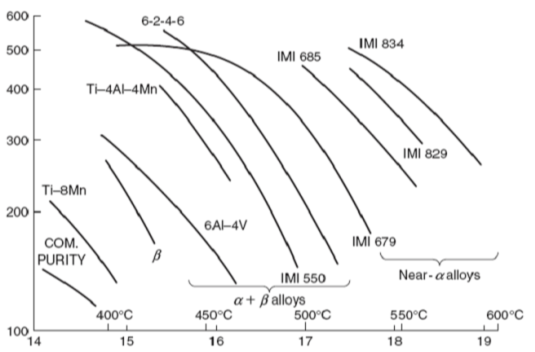 600
6-2-4-6
500
IMI 834
IMI 685
400
Ti–4Al–4Mn
300
IMI 829
Ti–8Mn
200
6Al–4V
COM.
PURITY
β
IMI 679
IMI 550
Near-α alloys
α + β alloys
400°C 450°C 500°C 550°C 600°C
100
14 15 16 17 18 19